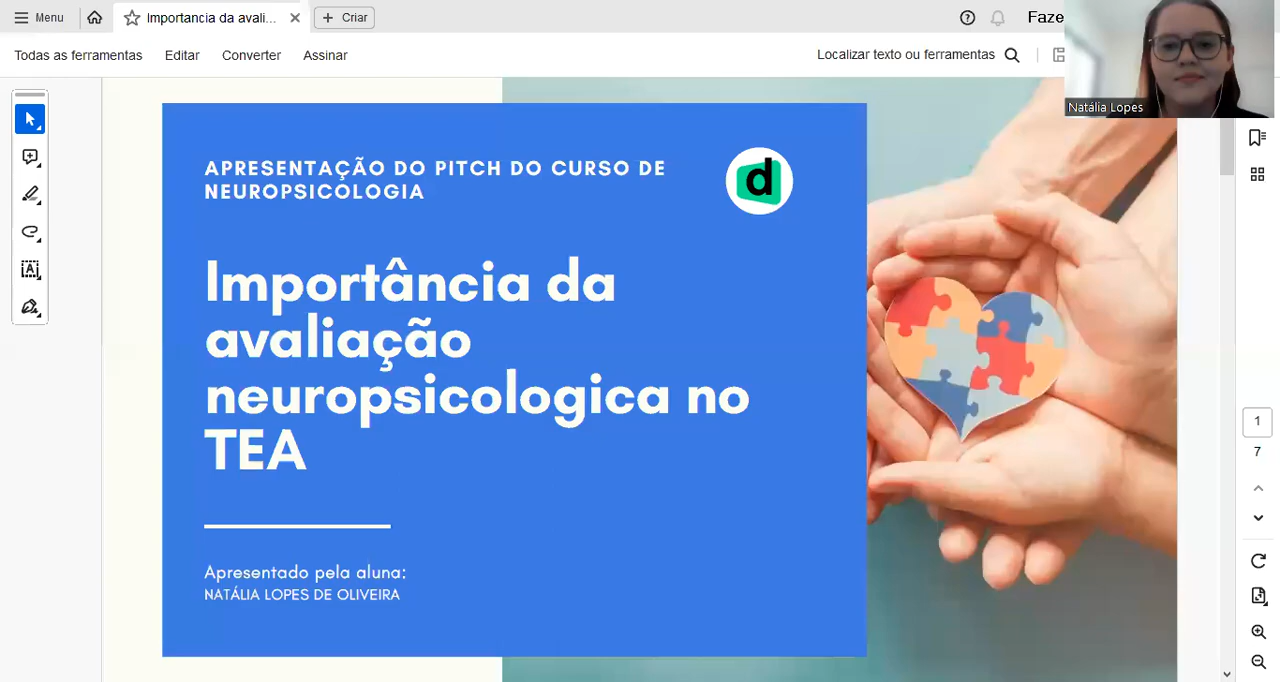 Menu
Importancia da avali...
Criar
Faze
Todas as ferramentas
Editar
Converter
Assinar
Localizar texto ou ferramentas
Natália Lopes
APRESENTAÇÃO DO PITCH DO CURSO DE
NEUROPSICOLOGIA
d
Importância da
avaliação
neuropsicologica no
TEA
Apresentado pela aluna:
NATÁLIA LOPES DE OLIVEIRA
1
7